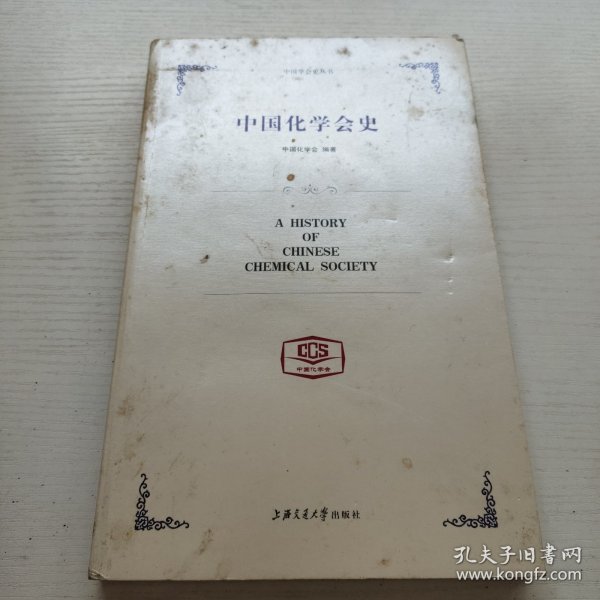 中国学会史丛书
中国化学会史
中国化学会 编著
A HISTORY
OF
CHINESE
CHEMICAL SOCIETY
CCS
中国化学会
上海交通大学出版社
孔夫子旧书网
www.kongfz.com